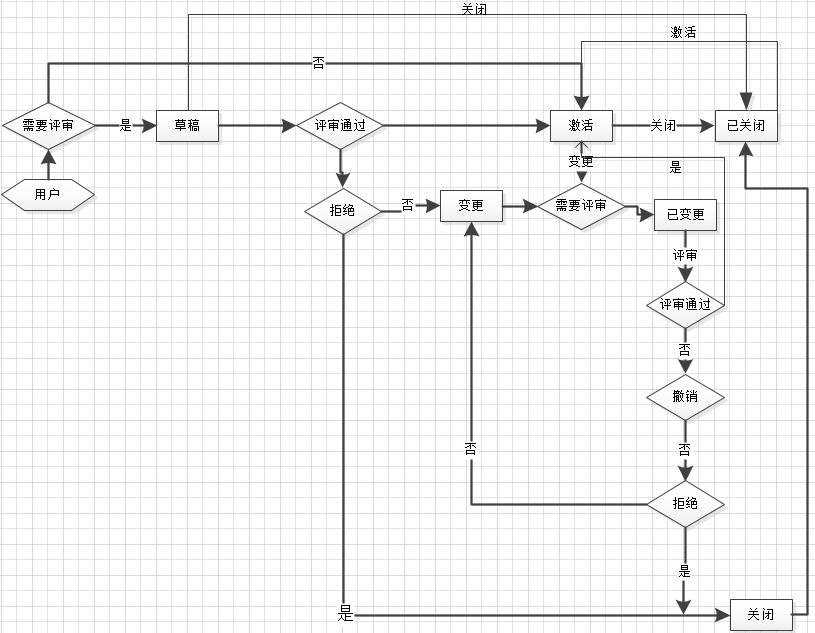 关闭
激活
否
需要评审
是
草稿
评审通过
激活
关闭
已关闭
变更
是
用户
拒绝
否
变更
需要评审
已变更
评审
评审通过
否
撤销
否
否
拒绝
是
是
关闭